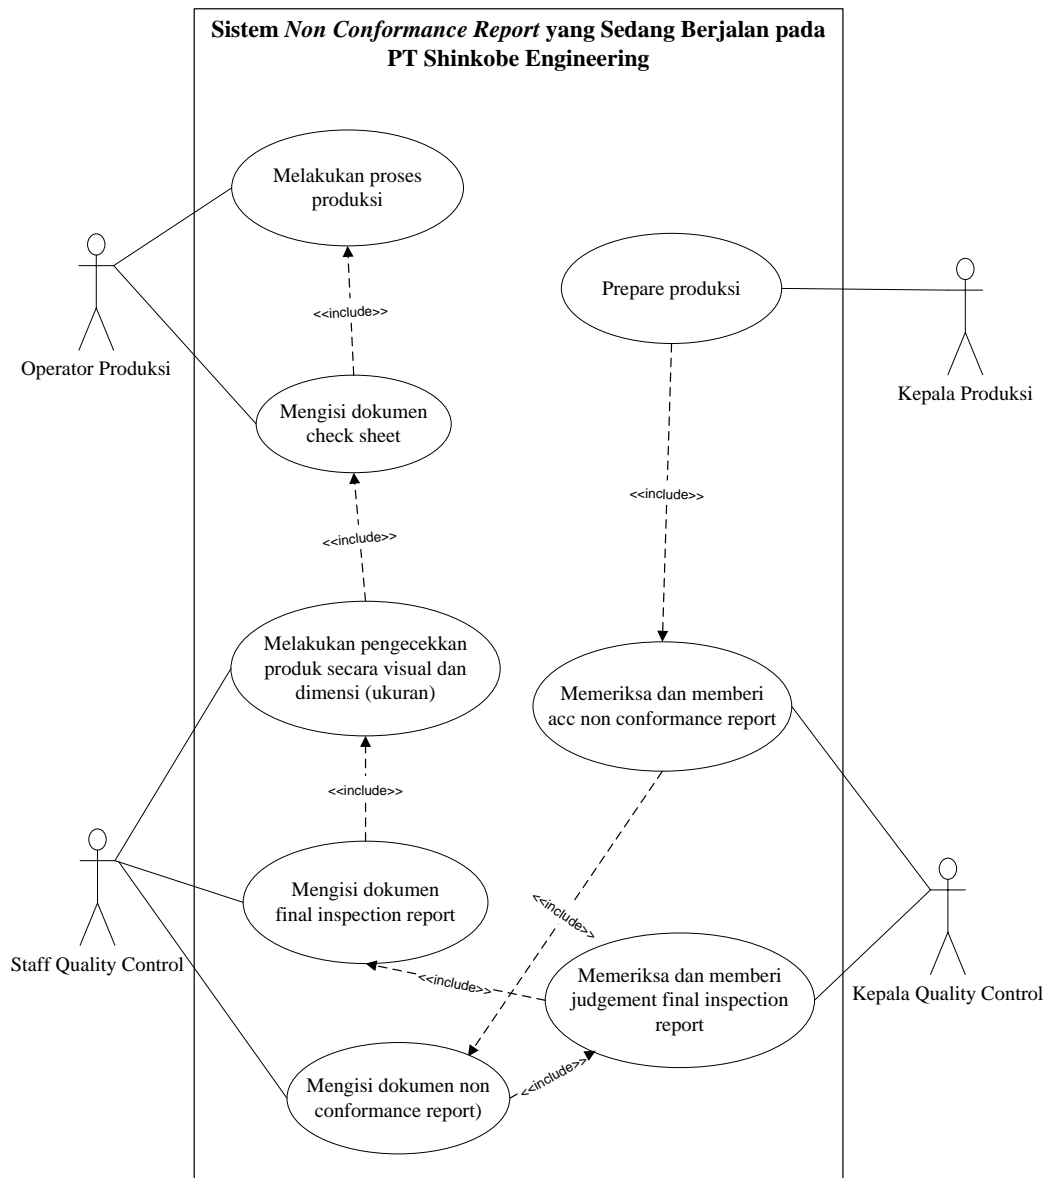 Sistem Non Conformance Report yang Sedang Berjalan pada
PT Shinkobe Engineering
Melakukan proses
produksi
<<include>>
Operator Produksi
Mengisi dokumen
check sheet
<<include>>
Prepare produksi
Kepala Produksi
<<include>>
Melakukan pengecekkan
produk secara visual dan
dimensi (ukuran)
<<include>>
Memeriksa dan memberi
acc non conformance report
<<include>>
Mengisi dokumen
final inspection report
Staff Quality Control
<<include>>
Memeriksa dan memberi
judgement final inspection
report
Kepala Quality Control
<<include>>
Mengisi dokumen non
conformance report)